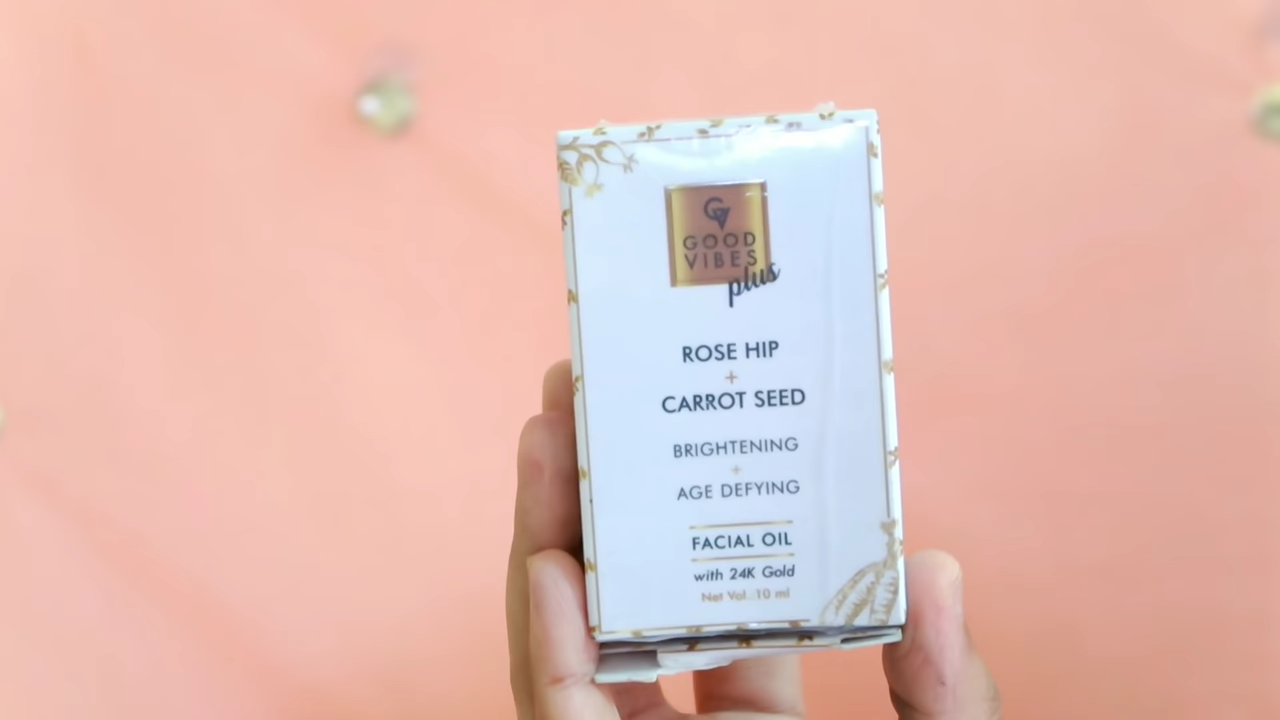 GV
GOOD
VIBES
plus
ROSE HIP
+
CARROT SEED
BRIGHTENING
+
AGE DEFYING
FACIAL OIL
with 24K Gold
Net Vol. 10 ml